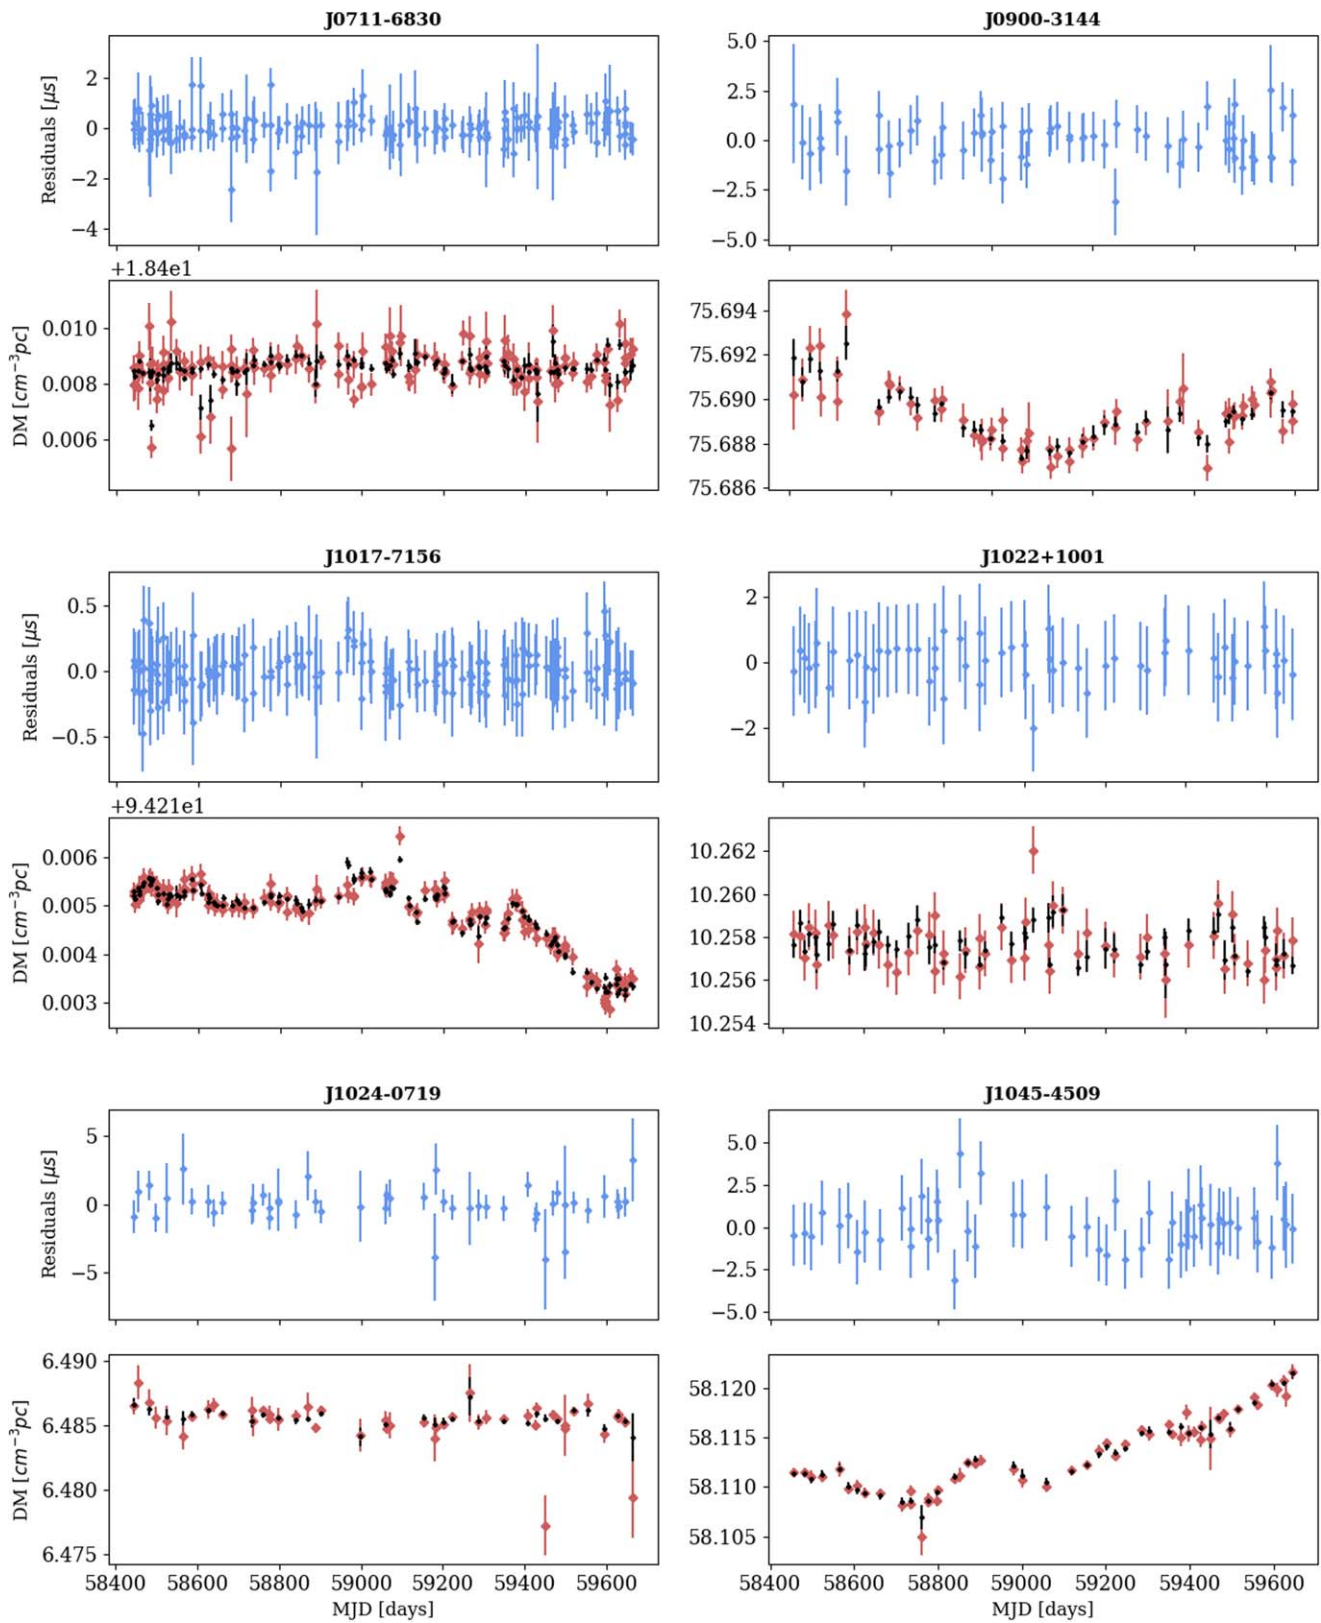 J0711-6830
J0900-3144
Residuals [μs]
2
0
−2
−4
5.0
2.5
0.0
−2.5
−5.0
+1.84e1
DM [cm⁻³pc]
0.010
0.008
0.006
75.694
75.692
75.690
75.688
75.686
J1017-7156
J1022+1001
Residuals [μs]
0.5
0.0
−0.5
2
0
−2
+9.421e1
DM [cm⁻³pc]
0.006
0.005
0.004
0.003
10.262
10.260
10.258
10.256
10.254
J1024-0719
J1045-4509
Residuals [μs]
5
0
−5
5.0
2.5
0.0
−2.5
−5.0
DM [cm⁻³pc]
6.490
6.485
6.480
6.475
58.120
58.115
58.110
58.105
58400 58600 58800 59000 59200 59400 59600
58400 58600 58800 59000 59200 59400 59600
MJD [days]
MJD [days]